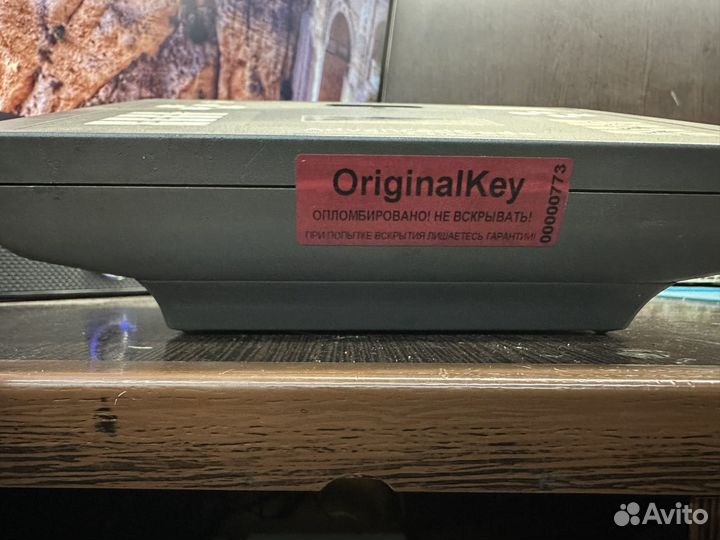 OriginalKey
ОПЛОМБИРОВАНО! НЕ ВСКРЫВАТЬ!
ПРИ ПОПЫТКЕ ВСКРЫТИЯ ЛИШАЕТЕСЬ ГАРАНТИИ!
00000773
Avito